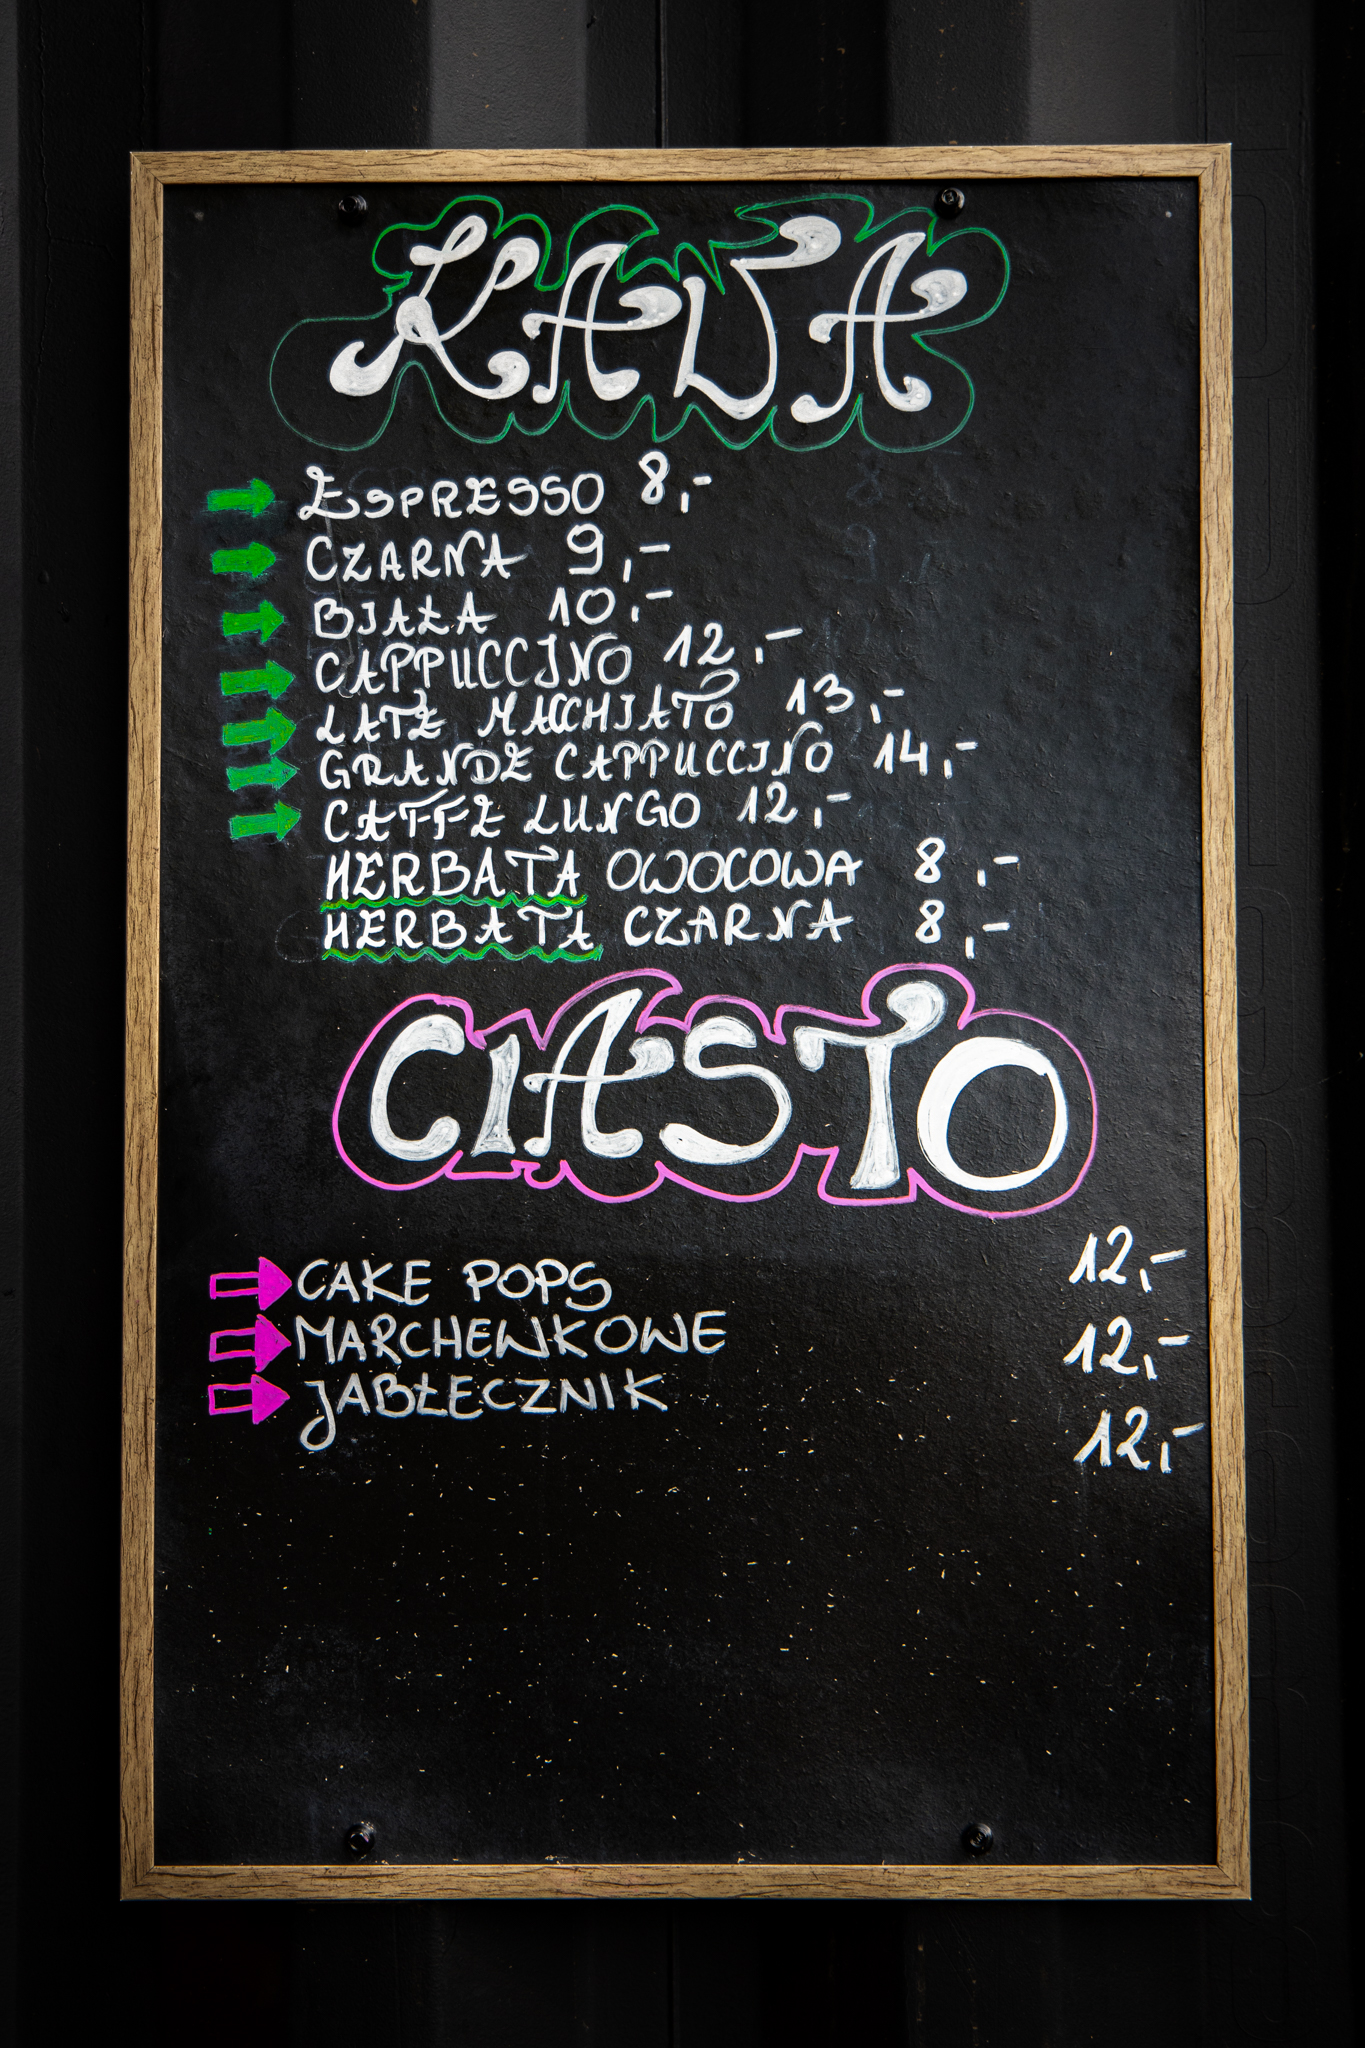 KAWA
ESPRESSO 8,-
CZARNA 9,-
BIAŁA 10,-
CAPPUCCINO 12,-
LATE MACCHIATO 13,-
GRANDE CAPPUCCINO 14,-
CAFFE LUNGO 12,-
HERBATA OWOCOWA 8,-
HERBATA CZARNA 8,-
CIASTO
CAKE POPS 12,-
MARCHEWKOWE 12,-
JABŁECZNIK 12,-